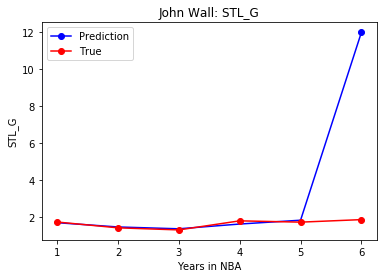 John Wall: STL_G
Prediction
True
STL_G
12
10
8
6
4
2
1 2 3 4 5 6
Years in NBA